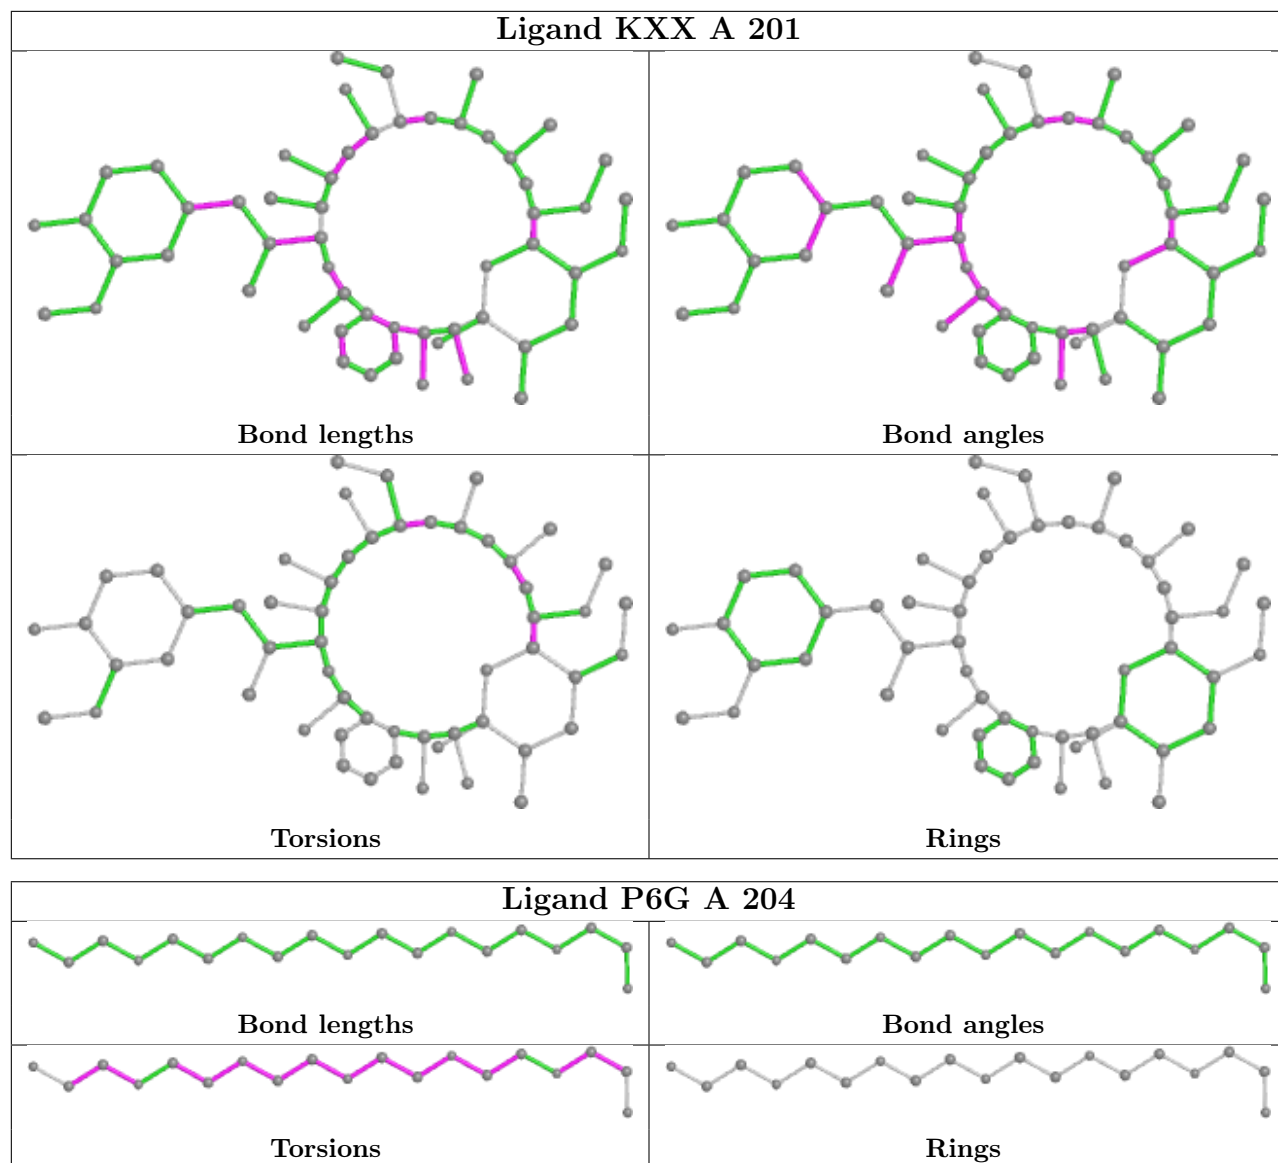 Ligand KXX A 201
Bond lengths
Bond angles
Torsions
Rings
Ligand P6G A 204
Bond lengths
Bond angles
Torsions
Rings